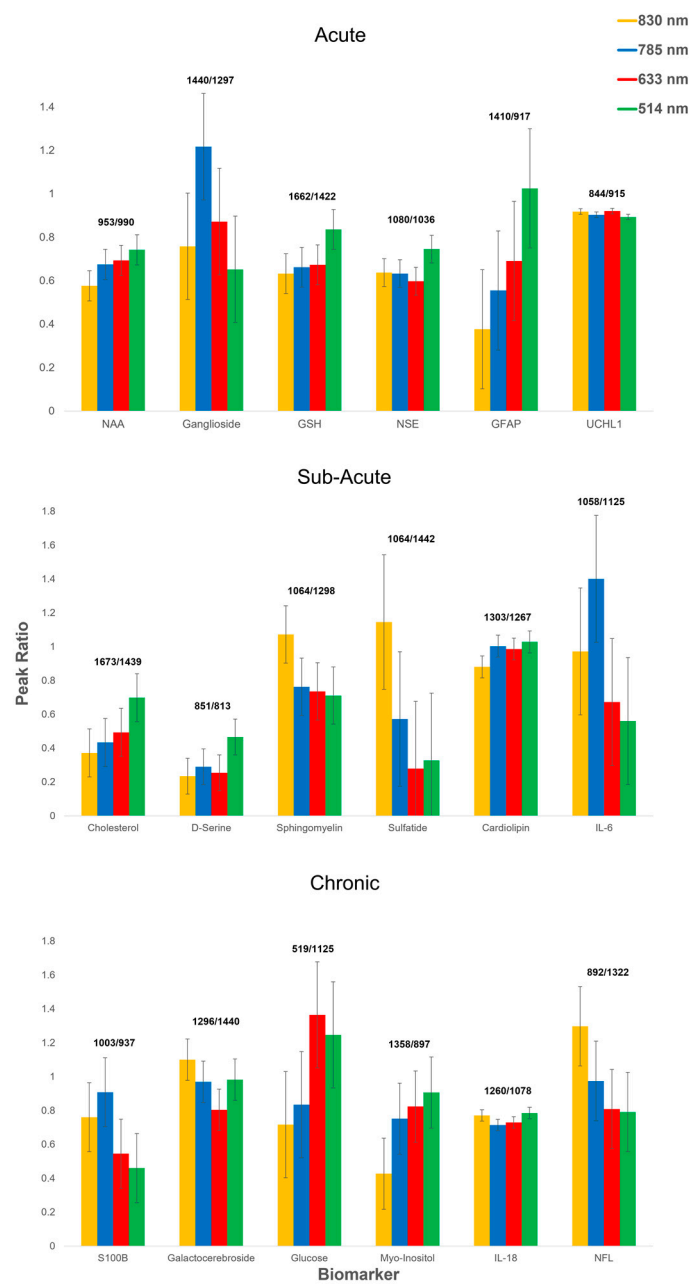 830 nm
785 nm
633 nm
514 nm
Acute
1.4
1.2
1
0.8
0.6
0.4
0.2
0
953/990
1440/1297
1662/1422
1080/1036
1410/917
844/915
NAA
Ganglioside
GSH
NSE
GFAP
UCHL1
Sub-Acute
Peak Ratio
1.8
1.6
1.4
1.2
1
0.8
0.6
0.4
0.2
0
1673/1439
851/813
1064/1298
1064/1442
1303/1267
1058/1125
Cholesterol
D-Serine
Sphingomyelin
Sulfatide
Cardiolipin
IL-6
Chronic
1.8
1.6
1.4
1.2
1
0.8
0.6
0.4
0.2
0
1003/937
1296/1440
519/1125
1358/897
1260/1078
892/1322
S100B
Galactocerebroside
Glucose
Myo-Inositol
IL-18
NFL
Biomarker